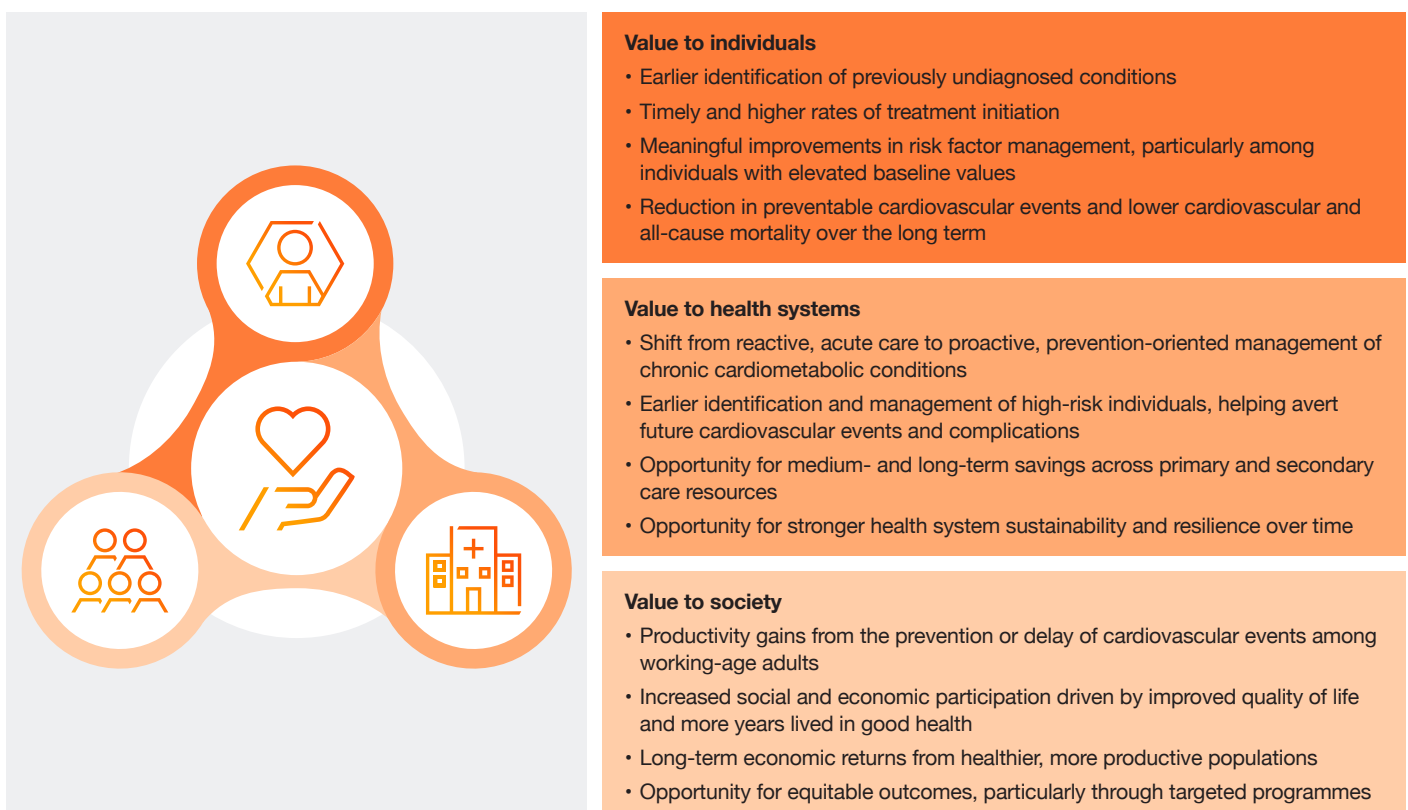 Value to individuals
• Earlier identification of previously undiagnosed conditions
• Timely and higher rates of treatment initiation
• Meaningful improvements in risk factor management, particularly among
individuals with elevated baseline values
• Reduction in preventable cardiovascular events and lower cardiovascular and
all-cause mortality over the long term
Value to health systems
• Shift from reactive, acute care to proactive, prevention-oriented management of
chronic cardiometabolic conditions
• Earlier identification and management of high-risk individuals, helping avert
future cardiovascular events and complications
• Opportunity for medium- and long-term savings across primary and secondary
care resources
• Opportunity for stronger health system sustainability and resilience over time
Value to society
• Productivity gains from the prevention or delay of cardiovascular events among
working-age adults
• Increased social and economic participation driven by improved quality of life
and more years lived in good health
• Long-term economic returns from healthier, more productive populations
• Opportunity for equitable outcomes, particularly through targeted programmes